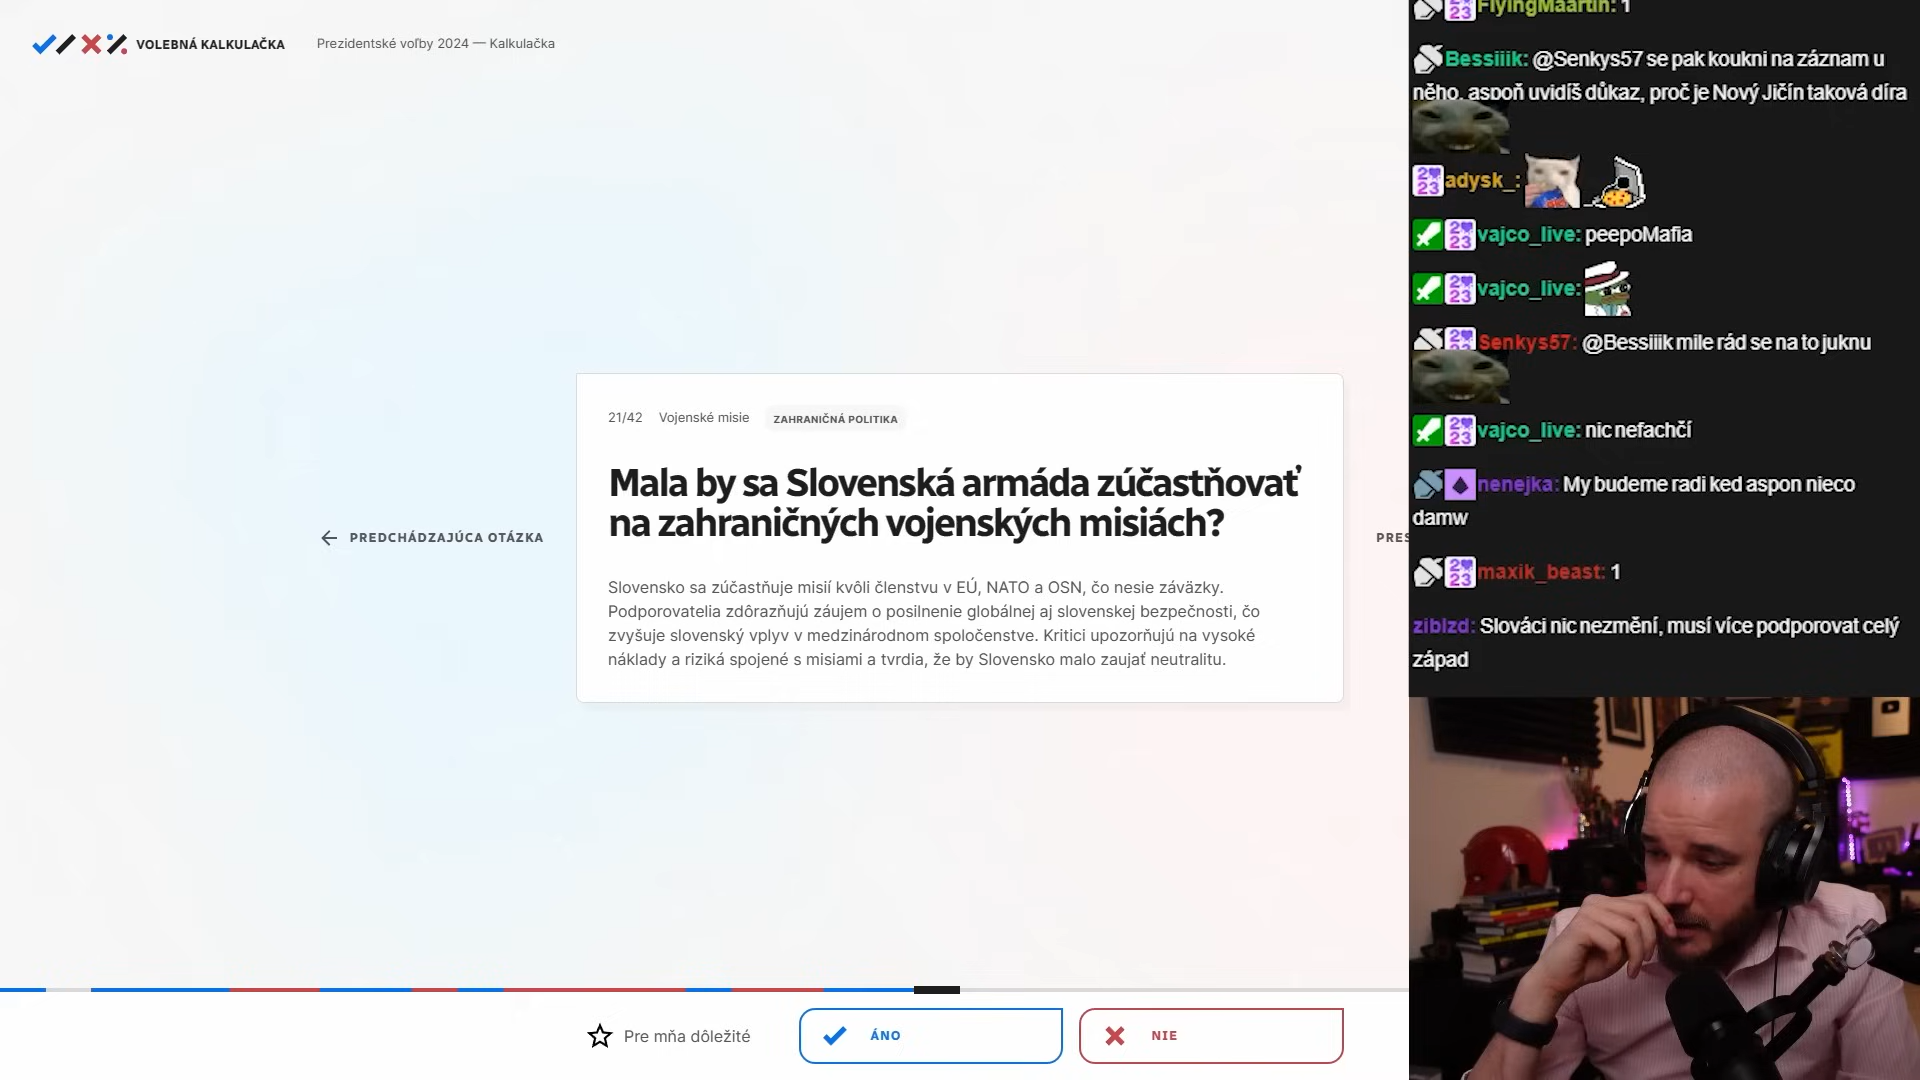 VOLEBNÁ KALKULAČKA
Prezidentské voľby 2024 — Kalkulačka
PREDCHÁDZAJÚCA OTÁZKA
21/42 Vojenské misie ZAHRANIČNÁ POLITIKA
Mala by sa Slovenská armáda zúčastňovať
na zahraničných vojenských misiách?
Slovensko sa zúčastňuje misií kvôli členstvu v EÚ, NATO a OSN, čo nesie záväzky.
Podporovatelia zdôrazňujú záujem o posilnenie globálnej aj slovenskej bezpečnosti, čo
zvyšuje slovenský vplyv v medzinárodnom spoločenstve. Kritici upozorňujú na vysoké
náklady a riziká spojené s misiami a tvrdia, že by Slovensko malo zaujať neutralitu.
PRES
Pre mňa dôležité
ÁNO
NIE
FlyingMaartin: 1
Bessiiik: @Senkys57 se pak koukni na záznam u
něho, aspoň uvidíš důkaz, proč je Nový Jičín taková díra
adysk_:
vajco_live: peepoMafia
vajco_live:
Senkys57: @Bessiiik mile rád se na to juknu
vajco_live: nic nefachčí
nenejka: My budeme radi ked aspon nieco
damw
maxik_beast: 1
ziblzd: Slováci nic nezmění, musí více podporovat celý
západ